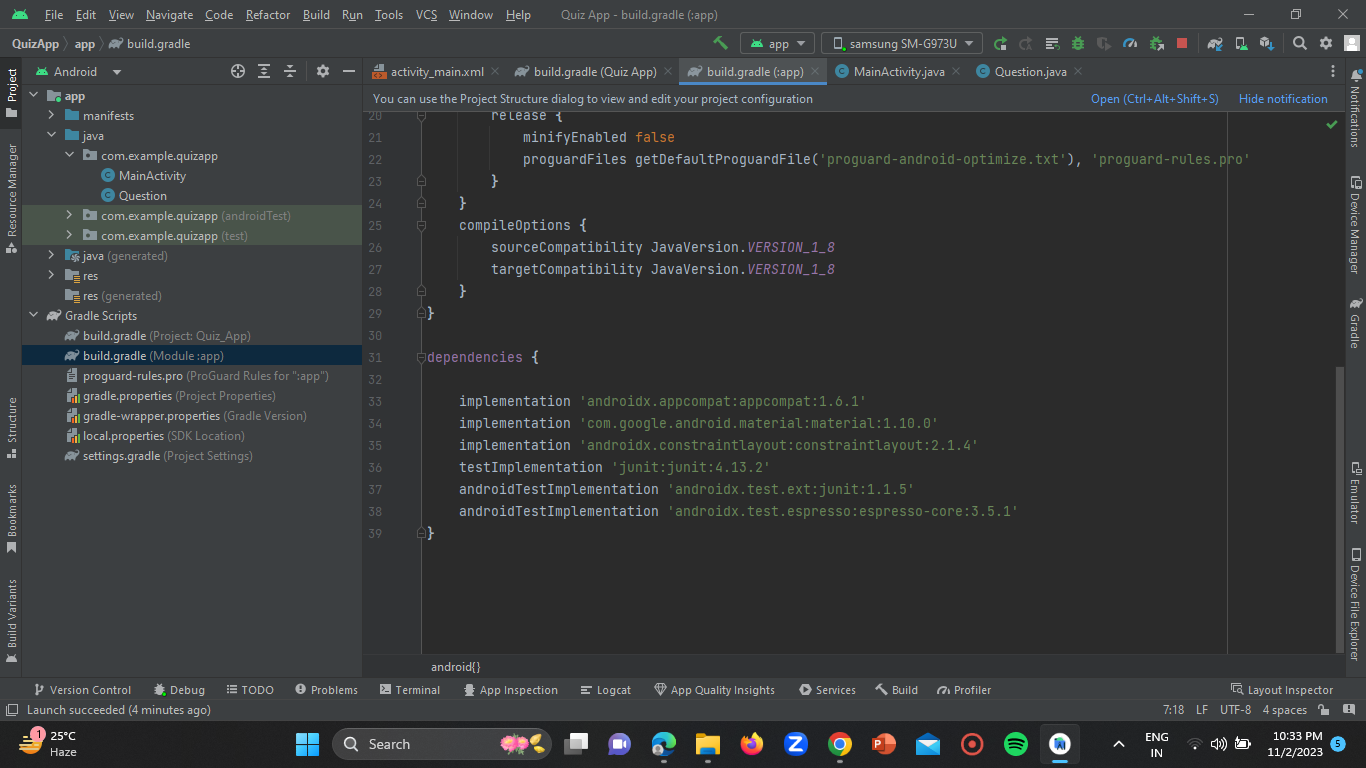 File Edit View Navigate Code Refactor Build Run Tools VCS Window Help Quiz App - build.gradle (:app)
QuizApp app build.gradle app samsung SM-G973U
Project
Resource Manager
Structure
Bookmarks
Build Variants
Android
app
manifests
java
com.example.quizapp
MainActivity
Question
com.example.quizapp (androidTest)
com.example.quizapp (test)
java (generated)
res
res (generated)
Gradle Scripts
build.gradle (Project: Quiz_App)
build.gradle (Module :app)
proguard-rules.pro (ProGuard Rules for ":app")
gradle.properties (Project Properties)
gradle-wrapper.properties (Gradle Version)
local.properties (SDK Location)
settings.gradle (Project Settings)
activity_main.xml build.gradle (Quiz App) build.gradle (:app) MainActivity.java Question.java
You can use the Project Structure dialog to view and edit your project configuration Open (Ctrl+Alt+Shift+S) Hide notification
20 release {
21 minifyEnabled false
22 proguardFiles getDefaultProguardFile('proguard-android-optimize.txt'), 'proguard-rules.pro'
23 }
24 }
25 compileOptions {
26 sourceCompatibility JavaVersion.VERSION_1_8
27 targetCompatibility JavaVersion.VERSION_1_8
28 }
29 }
30
31 dependencies {
32
33 implementation 'androidx.appcompat:appcompat:1.6.1'
34 implementation 'com.google.android.material:material:1.10.0'
35 implementation 'androidx.constraintlayout:constraintlayout:2.1.4'
36 testImplementation 'junit:junit:4.13.2'
37 androidTestImplementation 'androidx.test.ext:junit:1.1.5'
38 androidTestImplementation 'androidx.test.espresso:espresso-core:3.5.1'
39 }
android{}
Notifications
Device Manager
Gradle
Emulator
Device File Explorer
Version Control Debug TODO Problems Terminal App Inspection Logcat App Quality Insights Services Build Profiler Layout Inspector
Launch succeeded (4 minutes ago) 7:18 LF UTF-8 4 spaces
1 25°C
Haze
Search
ENG
IN
10:33 PM
11/2/2023
5